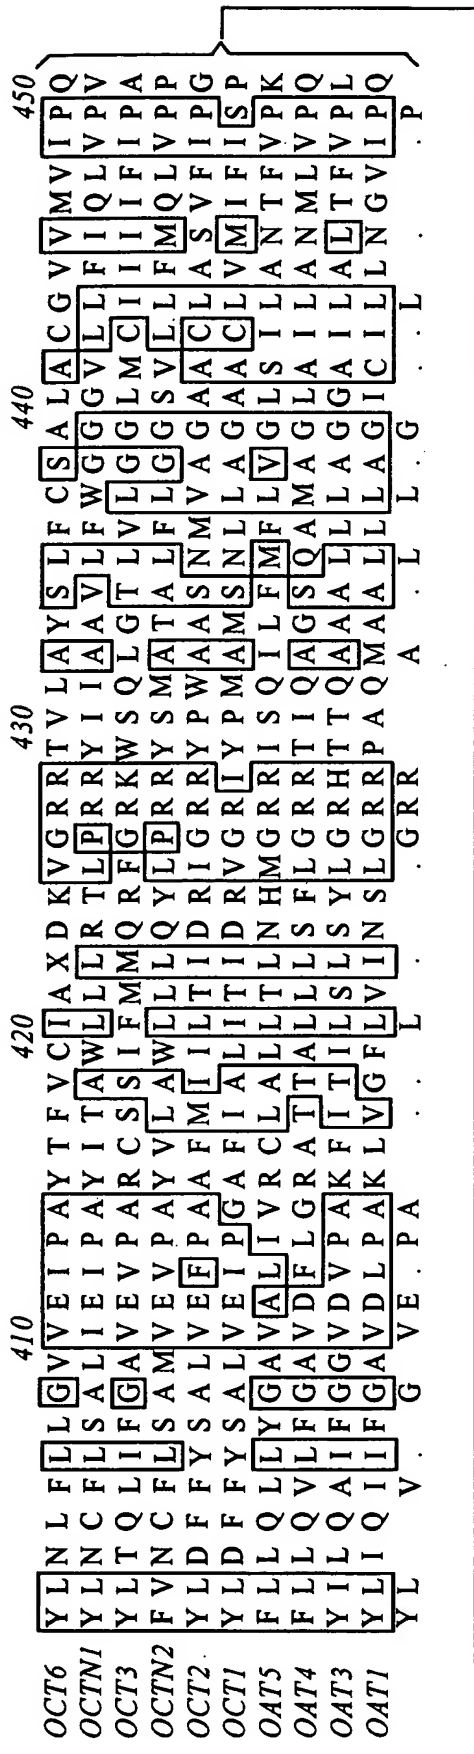 410 420 430 440 450
OCT6 Y L N L F L L G V V E I P A Y T F V C I A X D K V G R R T V L A Y S L F C S A L A C G V V M V I P Q
OCTN1 Y L N C F L S A L I E I P A Y I T A W L L L R T L P R R Y I I A A V L F W G G G V L L F I Q L V P V
OCT3 Y L T Q L I F G A V E V P A R C S S I F M M Q R F G R K W S Q L G T L V L G G L M C I I I I F I P A
OCTN2 F V N C F L S A M V E V P A Y V L A W L L L Q Y L P R R Y S M A T A L F L G G S V L L F M Q L V P P
OCT2 Y L D F F Y S A L V E F P A A F M I I L T I D R I G R R Y P W A A S N M V A G A A C L A S V F I P G
OCT1 Y L D F F Y S A L V E I P G A F I A L I T I D R V G R I Y P M A M S N L L A G A A C L V M I F I S P
OAT5 F L L Q L L Y G A V A L I V R C L A L L T L N H M G R R I S Q I L F M F L V G L S I L A N T F V P K
OAT4 F L L Q V L F G A V D F L G R A T T A L L L S F L G R R T I Q A G S Q A M A G L A I L A N M L V P Q
OAT3 Y I L Q A I F G G V D V P A K F I T I L S L S Y L G R H T T Q A A A L L L A G G A I L A L T F V P L
OAT1 Y L I Q I I F G A V D L P A K L V G F L V I N S L G R R P A Q M A A L L L A G I C I L L N G V I P Q
Y L V . G V E . P A . . L . . G R R A . L L . G . . L . P